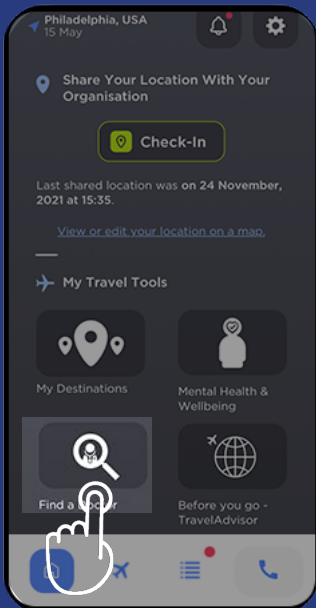 Philadelphia, USA
15 May
Share Your Location With Your
Organisation
Check-In
Last shared location was on 24 November,
2021 at 15:35.
View or edit your location on a map.
My Travel Tools
My Destinations
Mental Health &
Wellbeing
Find a Doctor
Before you go -
TravelAdvisor